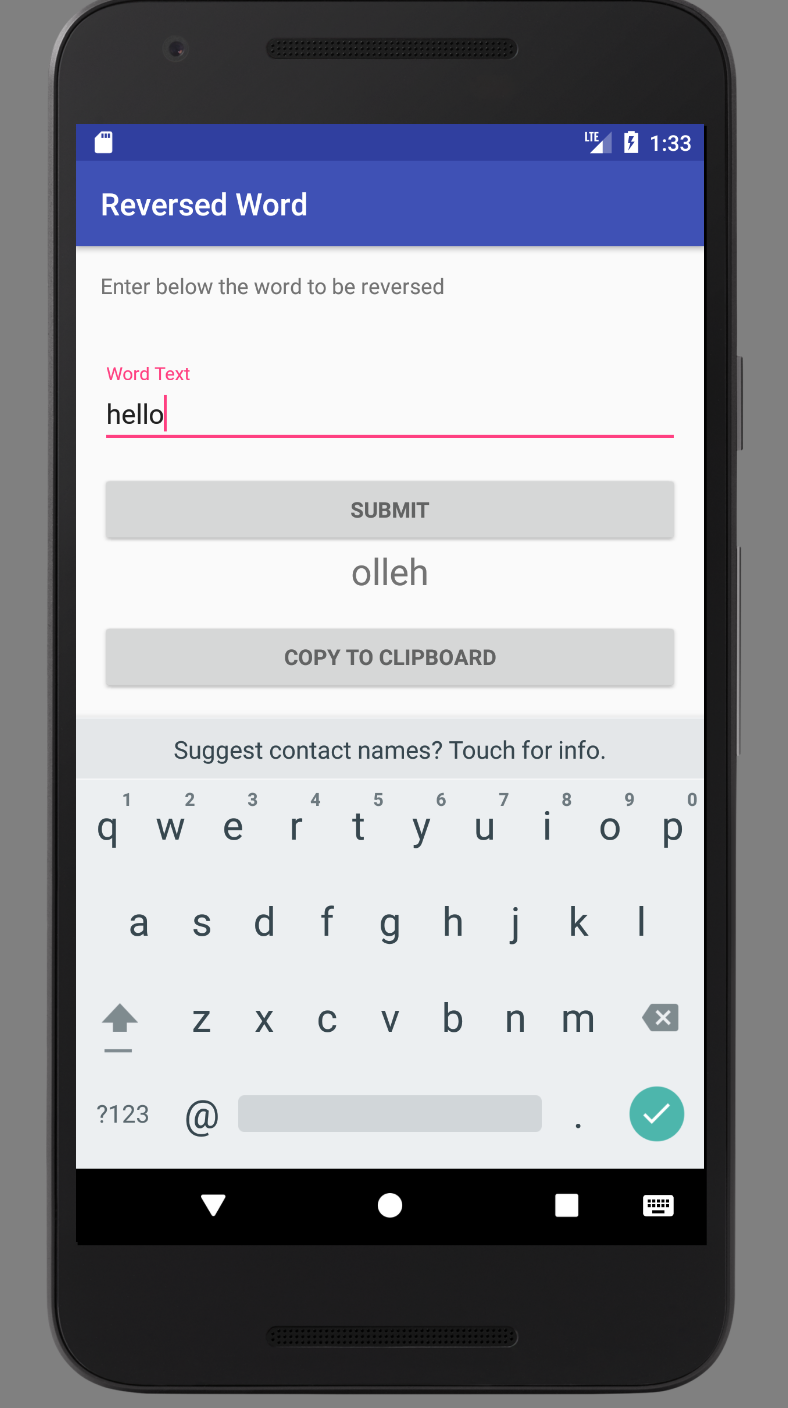 LTE 1:33
Reversed Word
Enter below the word to be reversed
Word Text
hello
SUBMIT
olleh
COPY TO CLIPBOARD
Suggest contact names? Touch for info.
1 2 3 4 5 6 7 8 9 0
q w e r t y u i o p
a s d f g h j k l
z x c v b n m
?123 @ .